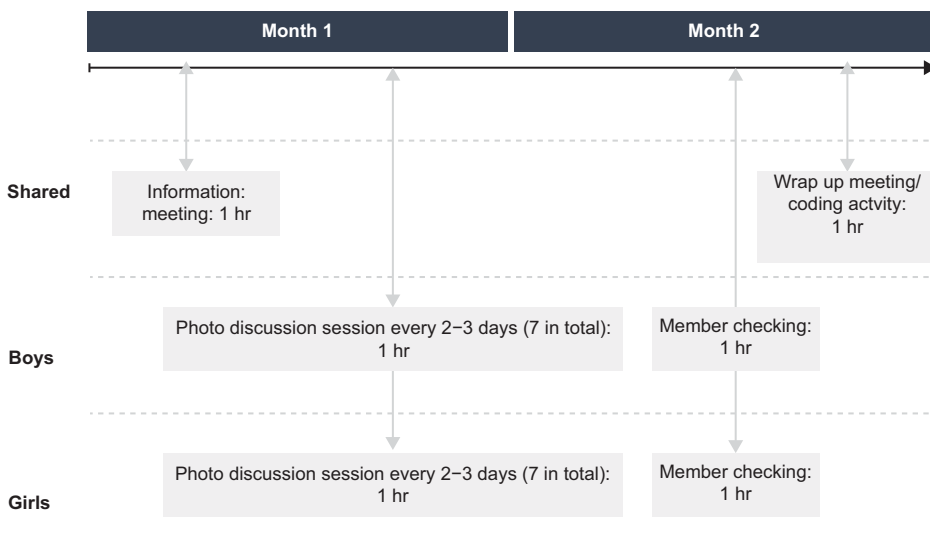 Month 1
Month 2
Shared
Information:
meeting: 1 hr
Wrap up meeting/
coding actvity:
1 hr
Boys
Photo discussion session every 2−3 days (7 in total):
1 hr
Member checking:
1 hr
Girls
Photo discussion session every 2−3 days (7 in total):
1 hr
Member checking:
1 hr